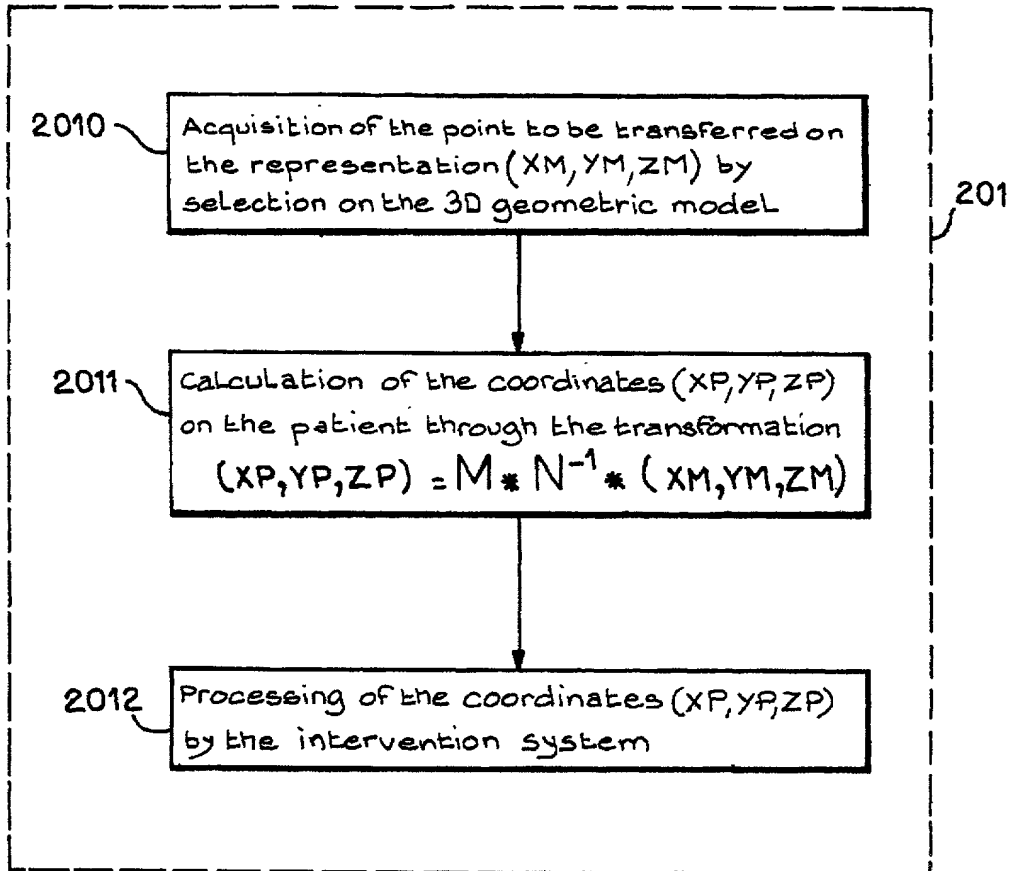 2010
Acquisition of the point to be transferred on
the representation (XM, YM, ZM) by
selection on the 3D geometric model
201
2011
Calculation of the coordinates (XP, YP, ZP)
on the patient through the transformation
(XP, YP, ZP) = M * N⁻¹ * (XM, YM, ZM)
2012
Processing of the coordinates (XP, YP, ZP)
by the intervention system